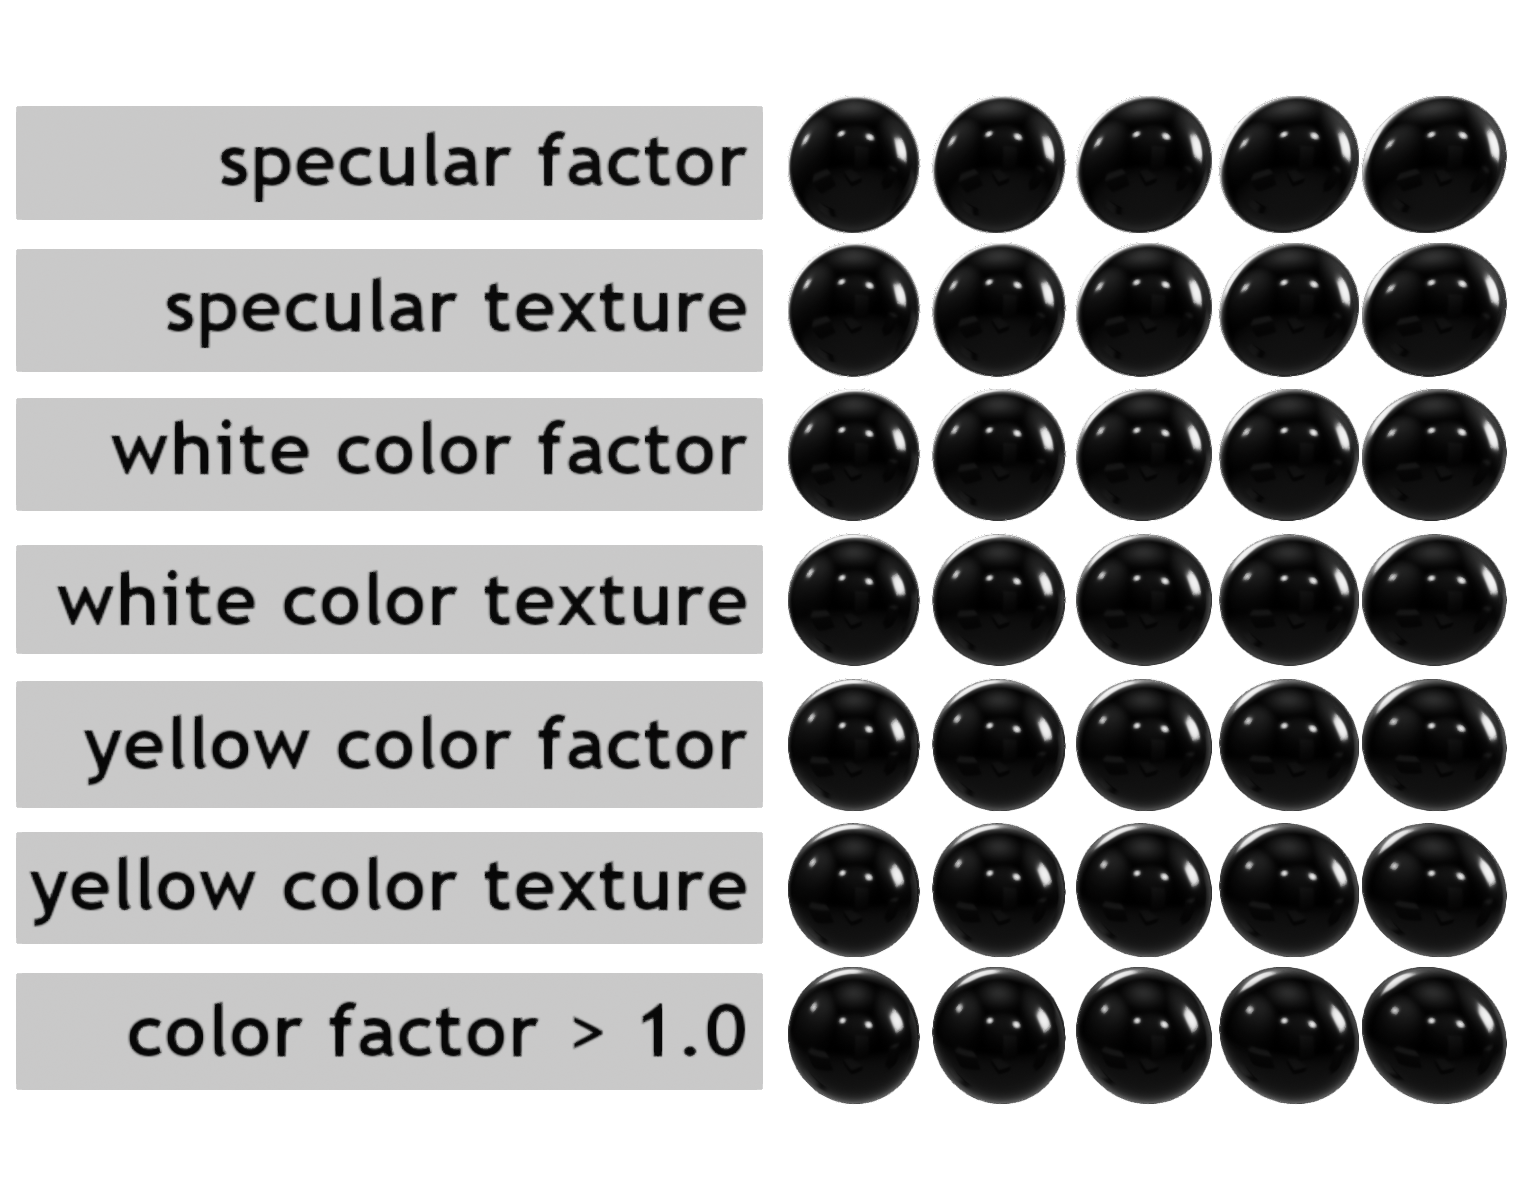 specular factor
specular texture
white color factor
white color texture
yellow color factor
yellow color texture
color factor > 1.0